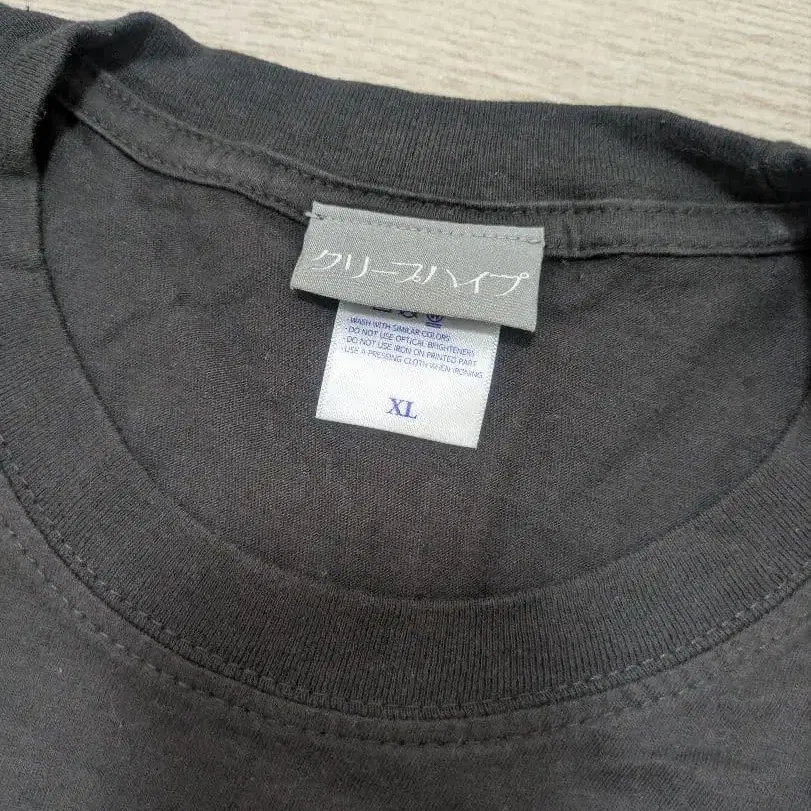 クリープハイプ
·WASH WITH SIMILAR COLORS
·DO NOT USE OPTICAL BRIGHTENERS
·DO NOT USE IRON ON PRINTED PART
·USE A PRESSING CLOTH WHEN IRONING
XL